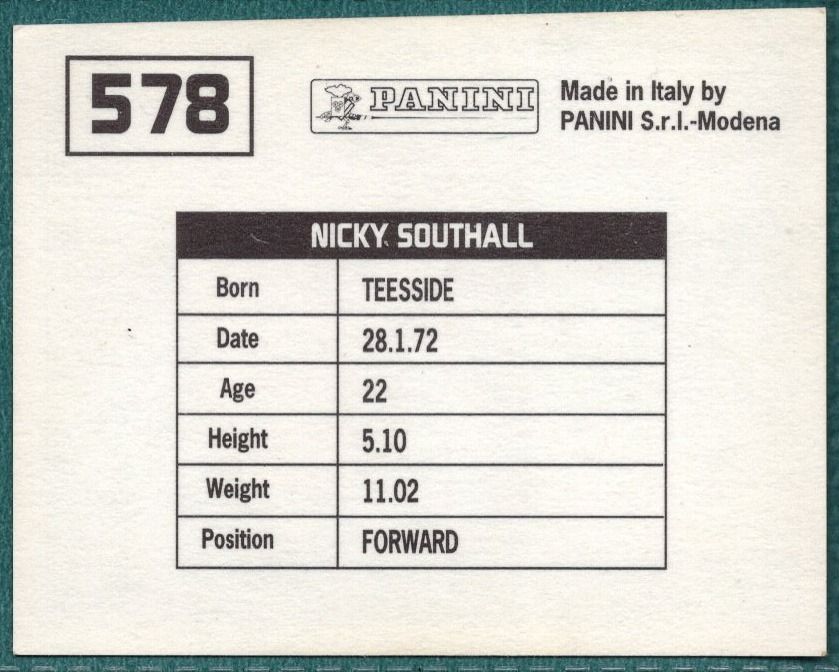 578
PANINI
Made in Italy by
PANINI S.r.l.-Modena
NICKY SOUTHALL
Born TEESSIDE
Date 28.1.72
Age 22
Height 5.10
Weight 11.02
Position FORWARD